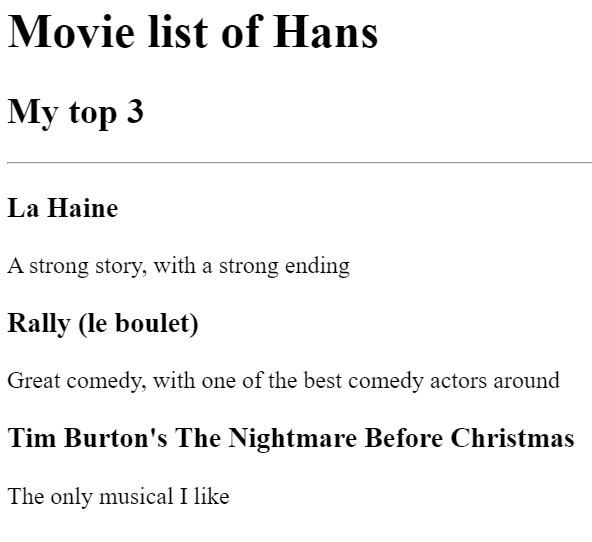 Movie list of Hans
My top 3
La Haine
A strong story, with a strong ending
Rally (le boulet)
Great comedy, with one of the best comedy actors around
Tim Burton's The Nightmare Before Christmas
The only musical I like